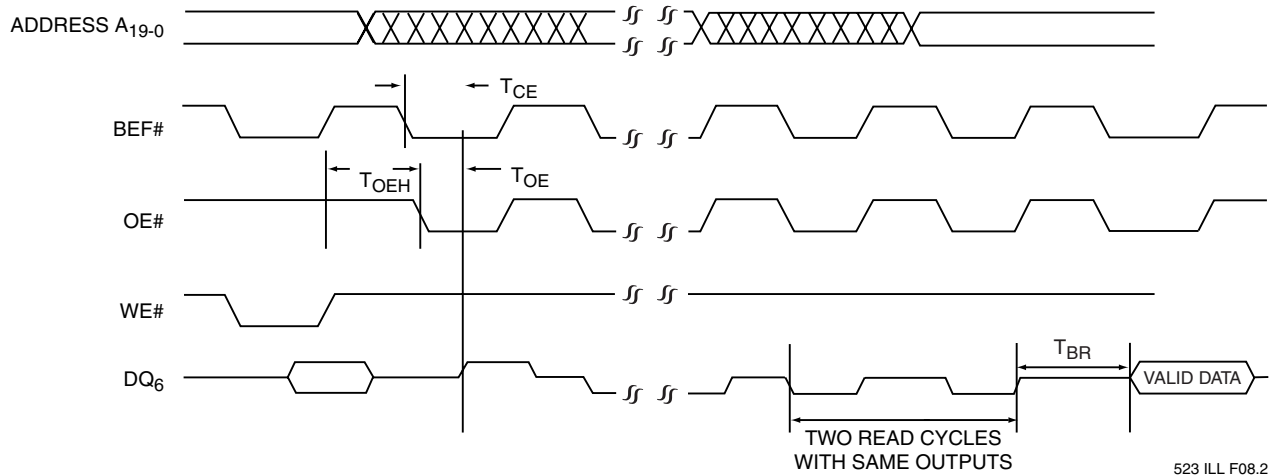 ADDRESS A19-0
TCE
BEF#
TOEH
TOE
OE#
WE#
TBR
DQ6
VALID DATA
TWO READ CYCLES
WITH SAME OUTPUTS
523 ILL F08.2